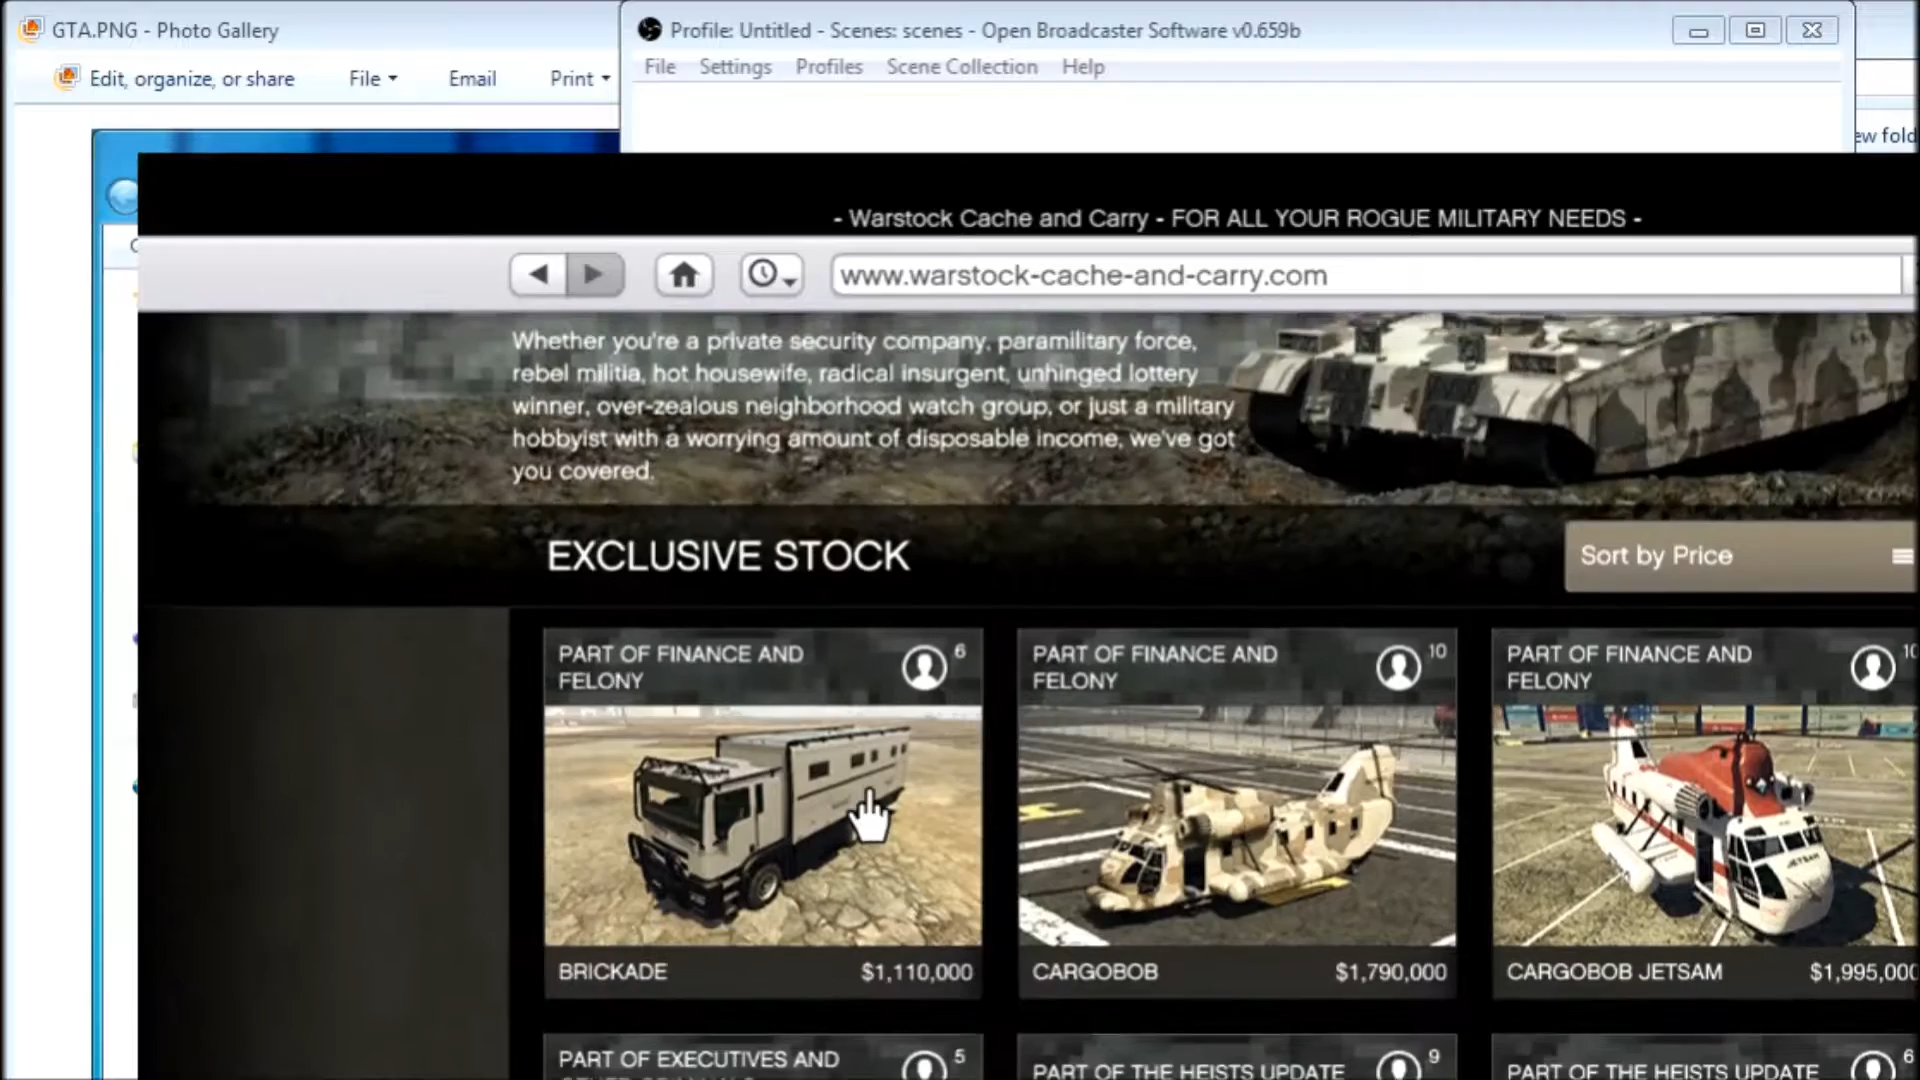 GTA.PNG - Photo Gallery
Profile: Untitled - Scenes: scenes - Open Broadcaster Software v0.659b
Edit, organize, or share File Email Print
File Settings Profiles Scene Collection Help
- Warstock Cache and Carry - FOR ALL YOUR ROGUE MILITARY NEEDS -
www.warstock-cache-and-carry.com
Whether you're a private security company, paramilitary force,
rebel militia, hot housewife, radical insurgent, unhinged lottery
winner, over-zealous neighborhood watch group, or just a military
hobbyist with a worrying amount of disposable income, we've got
you covered.
EXCLUSIVE STOCK
Sort by Price
PART OF FINANCE AND
FELONY
6
BRICKADE $1,110,000
PART OF FINANCE AND
FELONY
10
CARGOBOB $1,790,000
PART OF FINANCE AND
FELONY
10
JETSAM
CARGOBOB JETSAM $1,995,000
PART OF EXECUTIVES AND
5
PART OF THE HEISTS UPDATE
9
PART OF THE HEISTS UPDATE
6